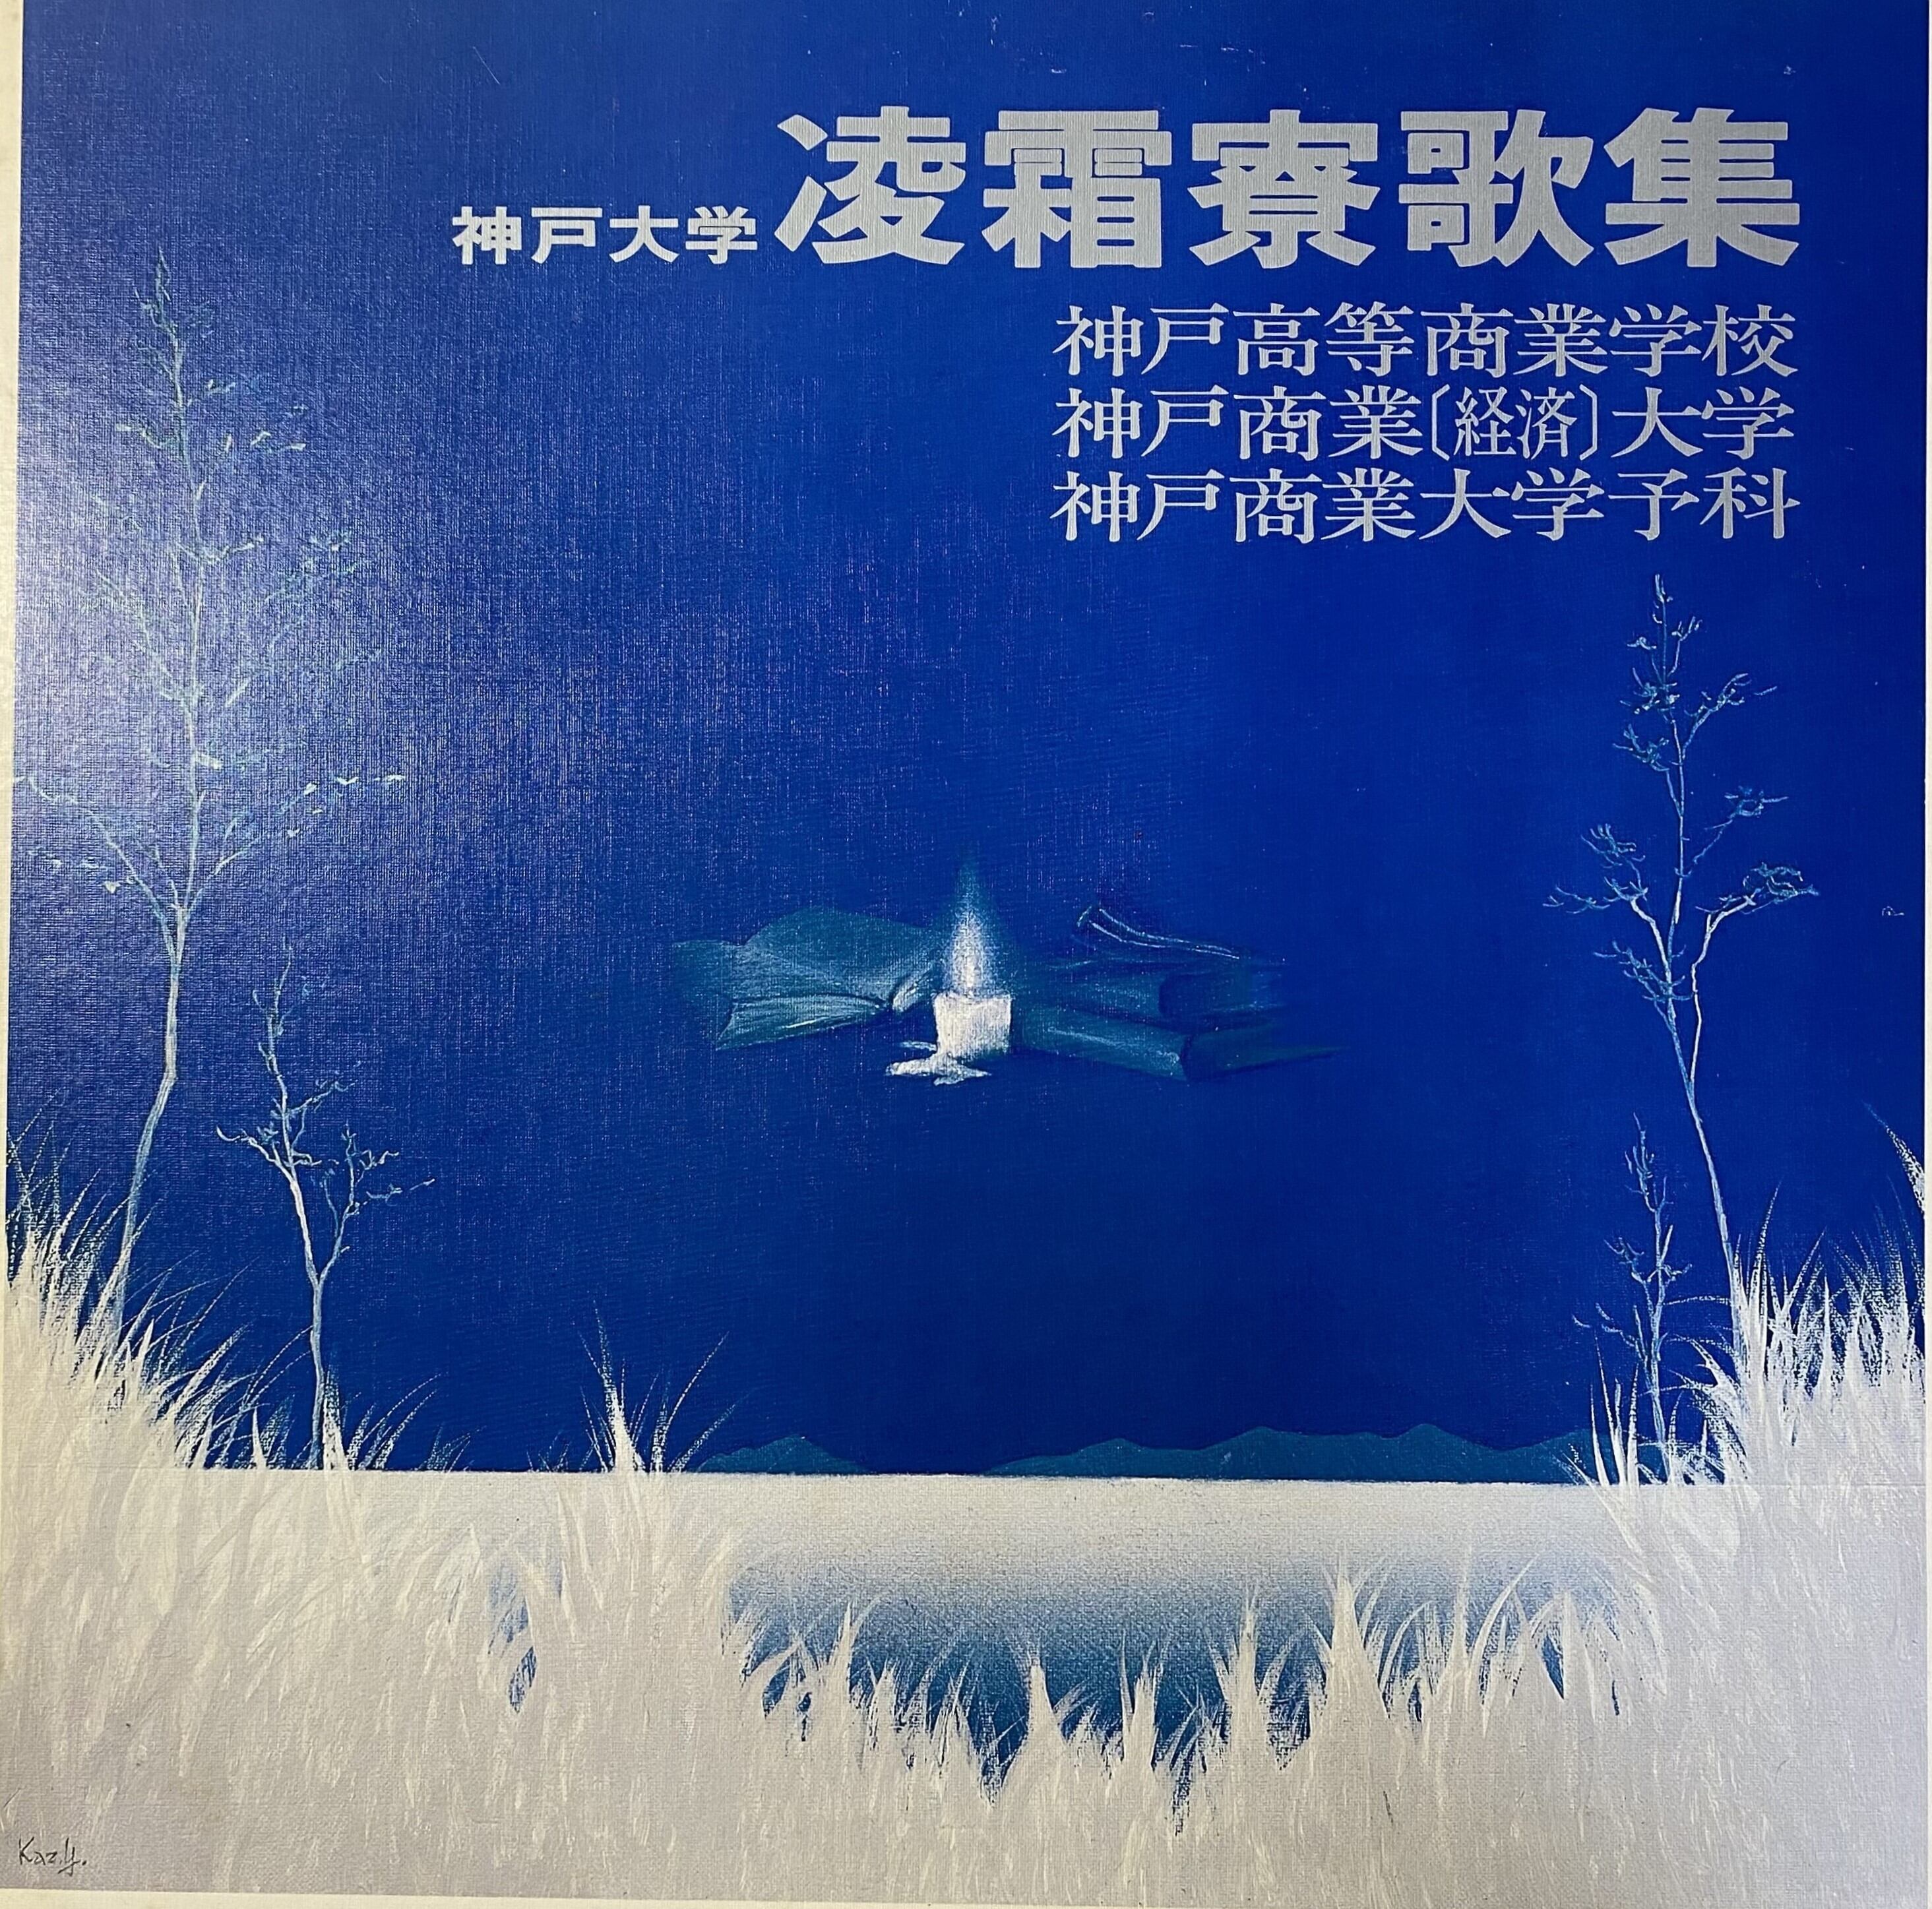 神戸大学凌霜寮歌集
神戸高等商業学校
神戸商業〔経済〕大学
神戸商業大学予科
Kaz.y.